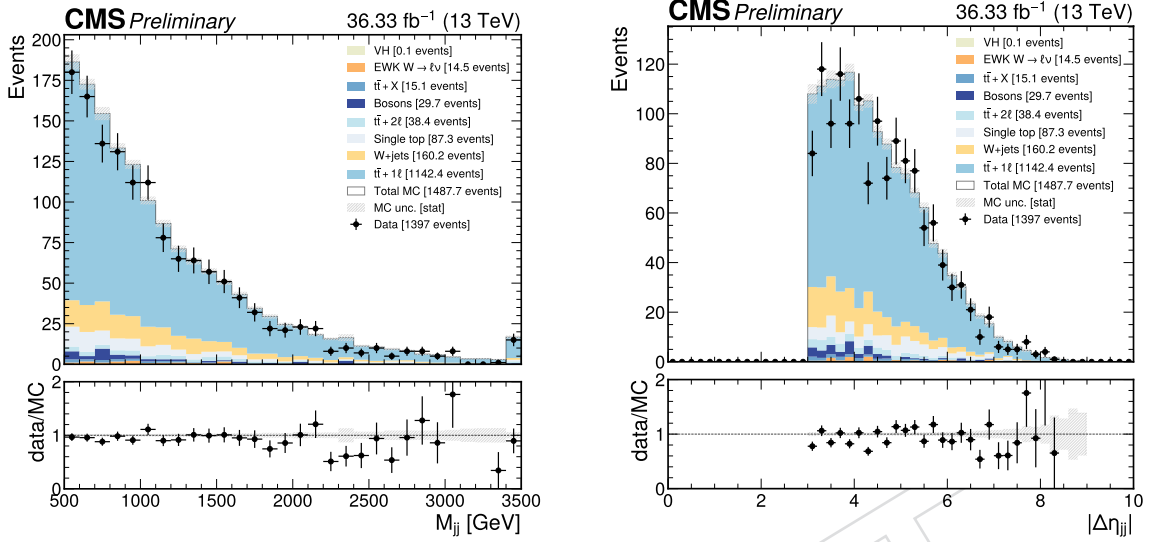 CMS Preliminary 36.33 fb⁻¹ (13 TeV)
Events
200
175
150
125
100
75
50
25
0
VH [0.1 events]
EWK W → ℓν [14.5 events]
tt̄ + X [15.1 events]
Bosons [29.7 events]
tt̄ + 2ℓ [38.4 events]
Single top [87.3 events]
W+jets [160.2 events]
tt̄ + 1ℓ [1142.4 events]
Total MC [1487.7 events]
MC unc. [stat]
Data [1397 events]
data/MC
2
1
0
500 1000 1500 2000 2500 3000 3500
M_jj [GeV]
CMS Preliminary 36.33 fb⁻¹ (13 TeV)
Events
120
100
80
60
40
20
0
VH [0.1 events]
EWK W → ℓν [14.5 events]
tt̄ + X [15.1 events]
Bosons [29.7 events]
tt̄ + 2ℓ [38.4 events]
Single top [87.3 events]
W+jets [160.2 events]
tt̄ + 1ℓ [1142.4 events]
Total MC [1487.7 events]
MC unc. [stat]
Data [1397 events]
data/MC
2
1
0
0 2 4 6 8 10
|Δη_jj|